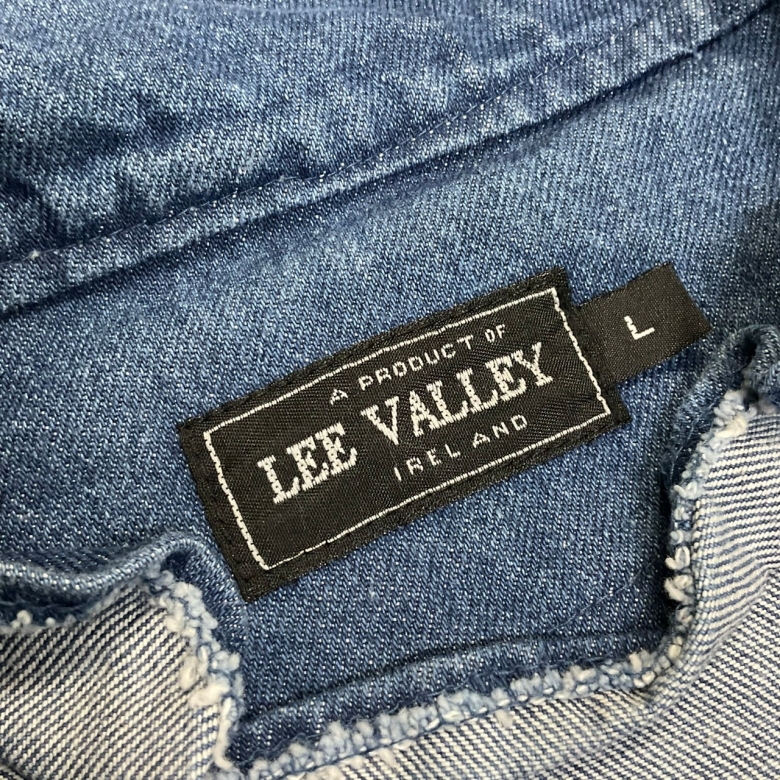 A PRODUCT OF
LEE VALLEY
IRELAND
L